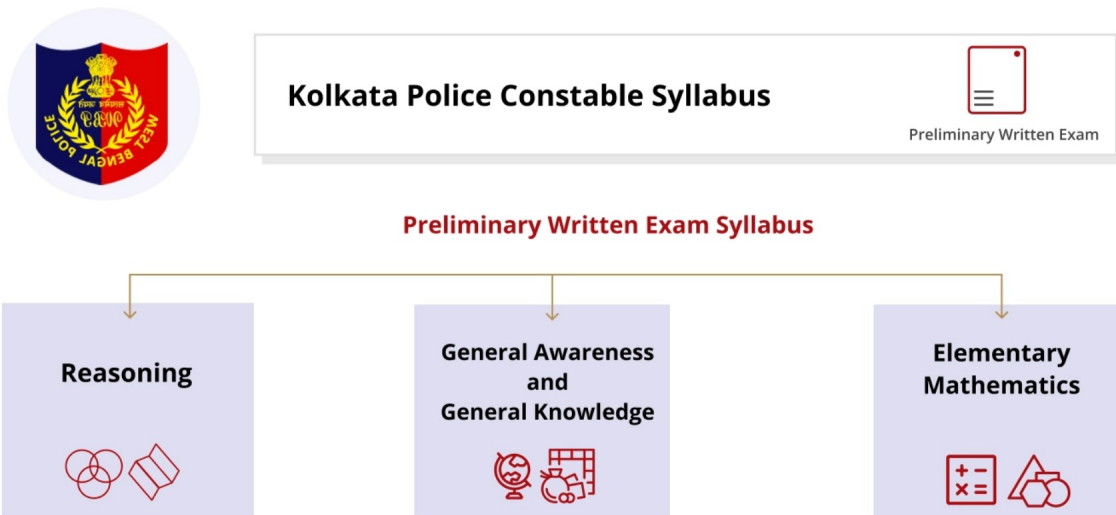 WEST BENGAL POLICE
Kolkata Police Constable Syllabus
Preliminary Written Exam
Preliminary Written Exam Syllabus
Reasoning
General Awareness
and
General Knowledge
Elementary
Mathematics